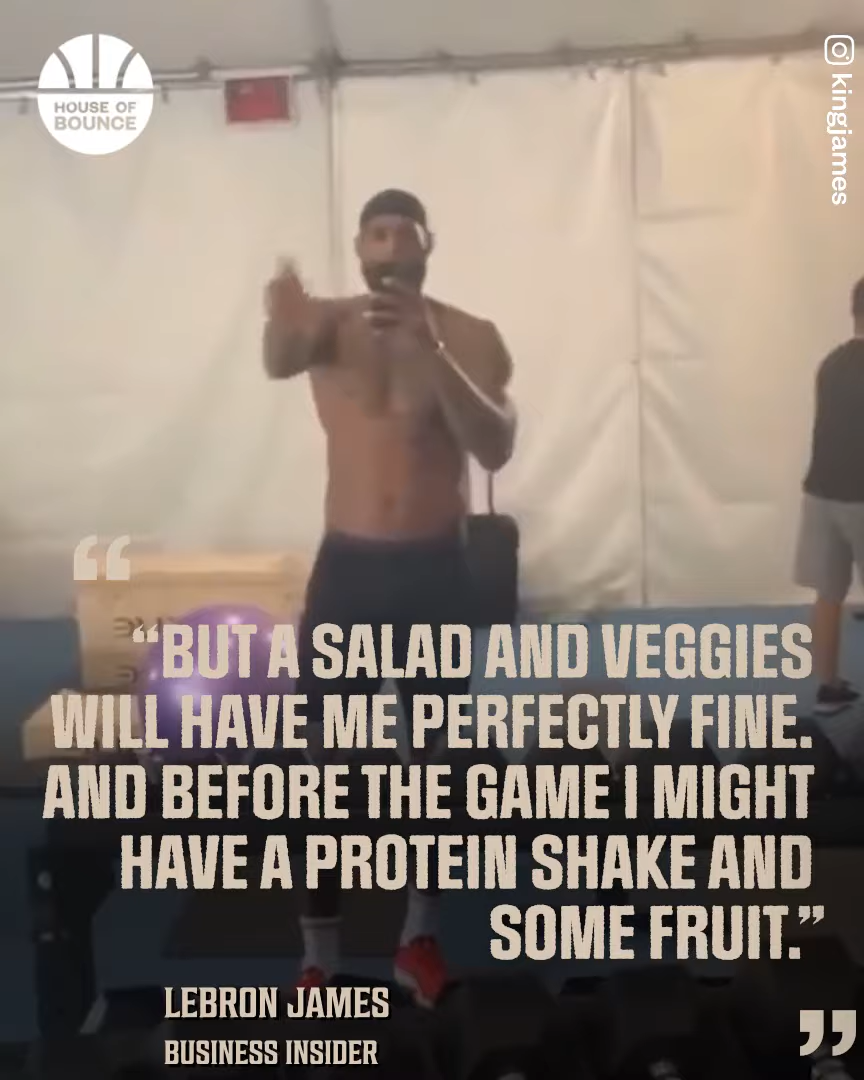 HOUSE OF
BOUNCE
kingjames
“
“BUT A SALAD AND VEGGIES
WILL HAVE ME PERFECTLY FINE.
AND BEFORE THE GAME I MIGHT
HAVE A PROTEIN SHAKE AND
SOME FRUIT.”
LEBRON JAMES
BUSINESS INSIDER
”